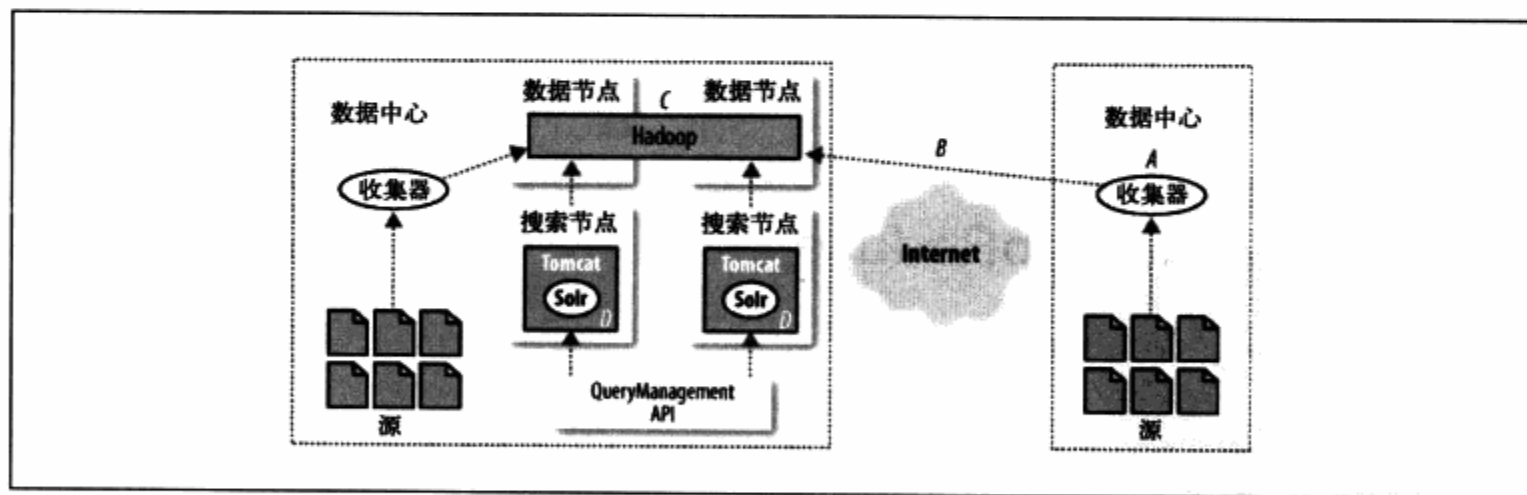 数据中心
数据节点
C
数据节点
Hadoop
收集器
搜索节点
搜索节点
Tomcat
Solr
D
Tomcat
Solr
D
QueryManagement
API
源
B
Internet
数据中心
A
收集器
源